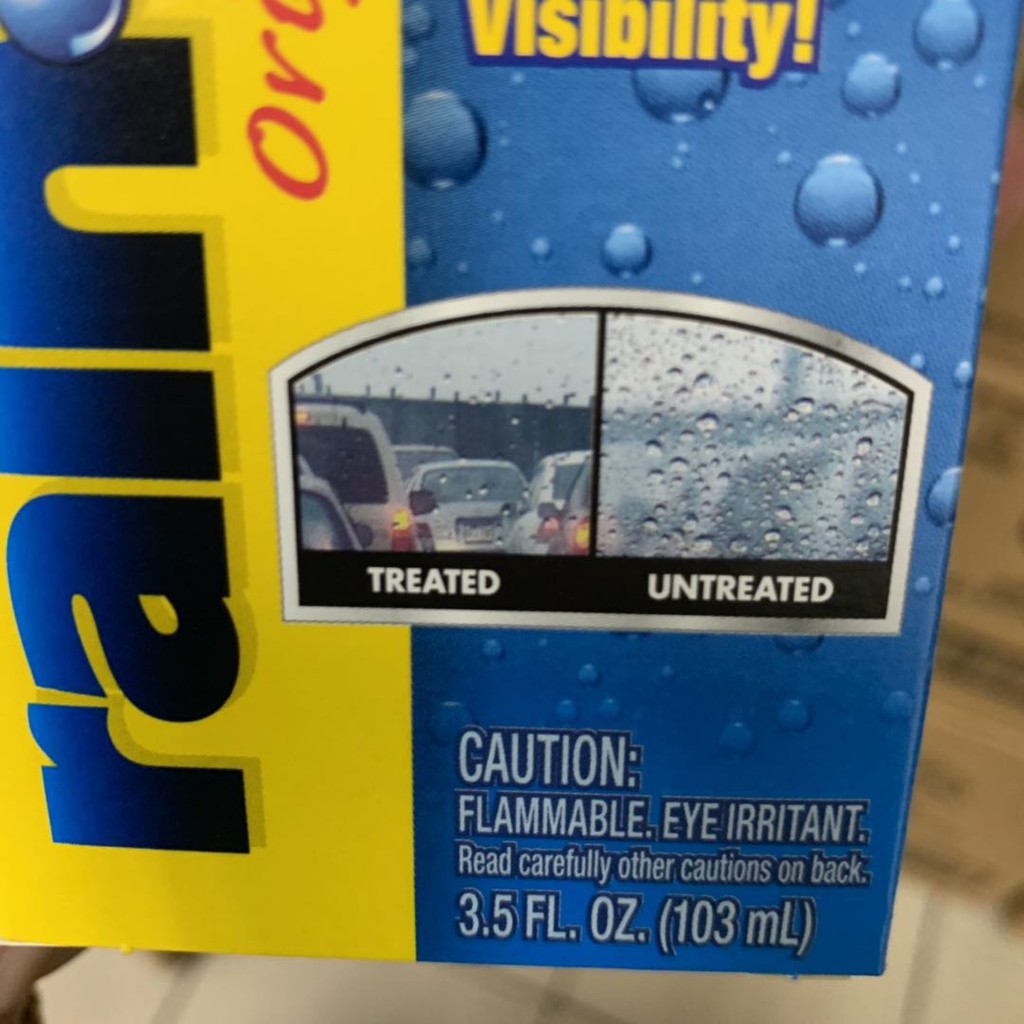 Visibility!
rain
TREATED
UNTREATED
CAUTION:
FLAMMABLE. EYE IRRITANT.
Read carefully other cautions on back.
3.5 FL. OZ. (103 mL)